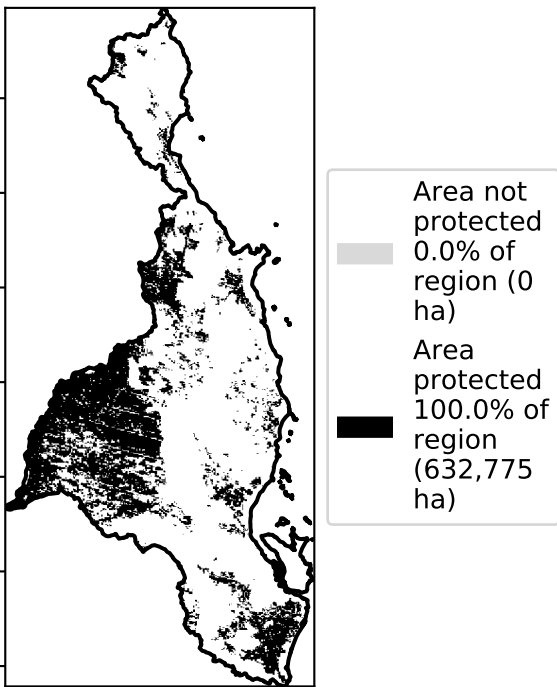 Area not
protected
0.0% of
region (0
ha)
Area
protected
100.0% of
region
(632,775
ha)